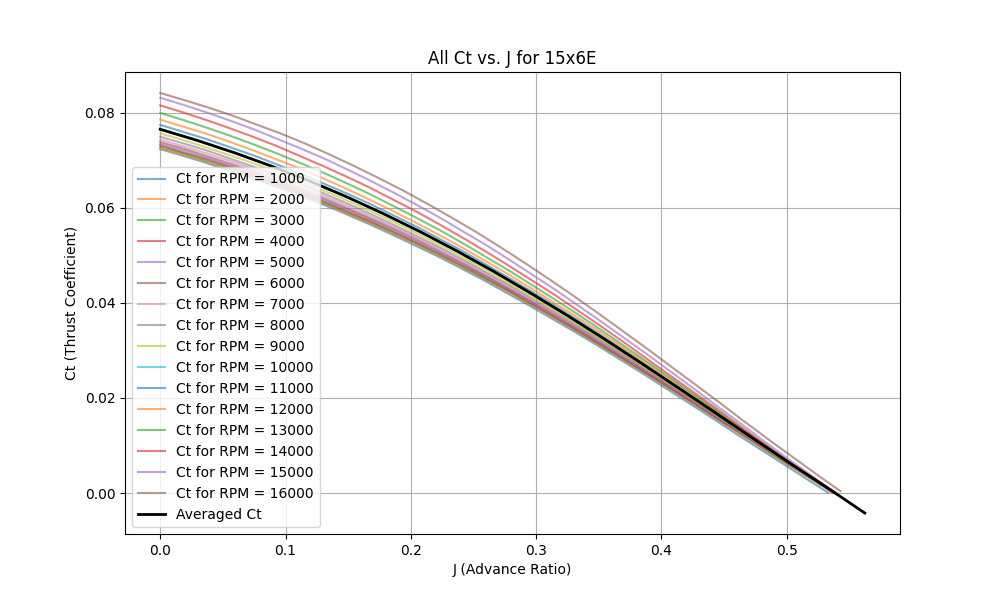 All Ct vs. J for 15x6E
Ct (Thrust Coefficient)
0.08
0.06
0.04
0.02
0.00
Ct for RPM = 1000
Ct for RPM = 2000
Ct for RPM = 3000
Ct for RPM = 4000
Ct for RPM = 5000
Ct for RPM = 6000
Ct for RPM = 7000
Ct for RPM = 8000
Ct for RPM = 9000
Ct for RPM = 10000
Ct for RPM = 11000
Ct for RPM = 12000
Ct for RPM = 13000
Ct for RPM = 14000
Ct for RPM = 15000
Ct for RPM = 16000
Averaged Ct
0.0 0.1 0.2 0.3 0.4 0.5
J (Advance Ratio)